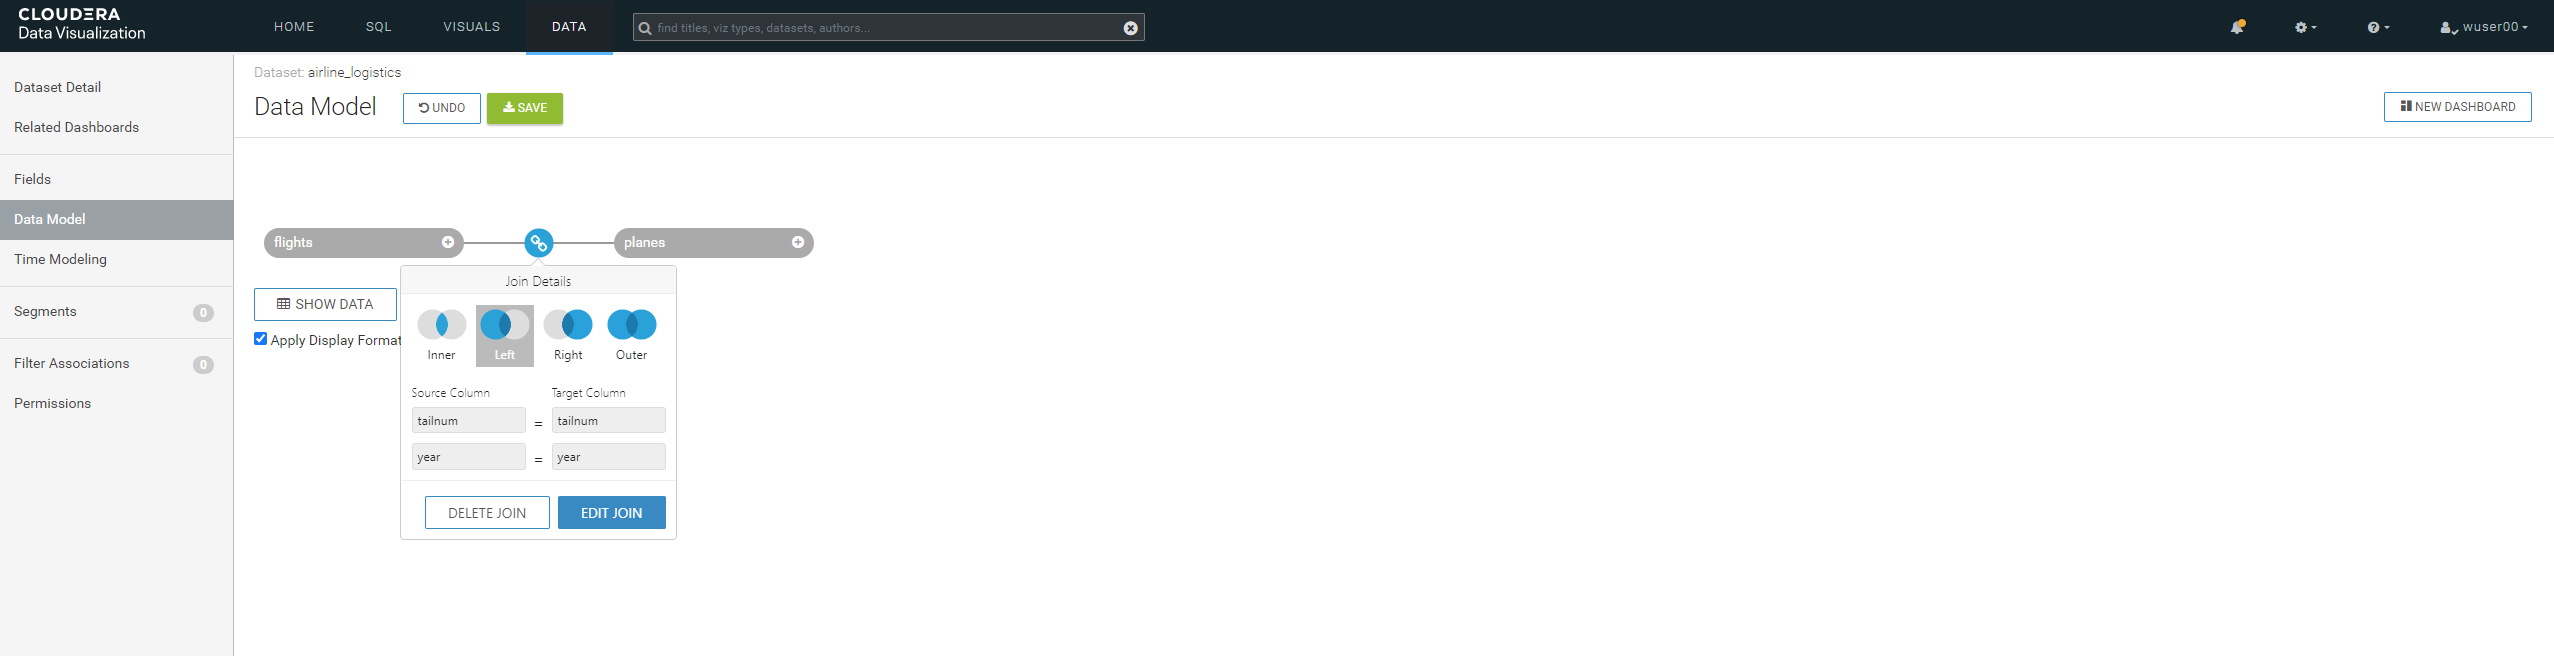 CLOUDERA
Data Visualization
HOME SQL VISUALS DATA
find titles, viz types, datasets, authors...
wuser00
Dataset Detail
Related Dashboards
Fields
Data Model
Time Modeling
Segments 0
Filter Associations 0
Permissions
Dataset: airline_logistics
Data Model
UNDO
SAVE
NEW DASHBOARD
flights
planes
SHOW DATA
Apply Display Format
Join Details
Inner Left Right Outer
Source Column Target Column
tailnum = tailnum
year = year
DELETE JOIN
EDIT JOIN